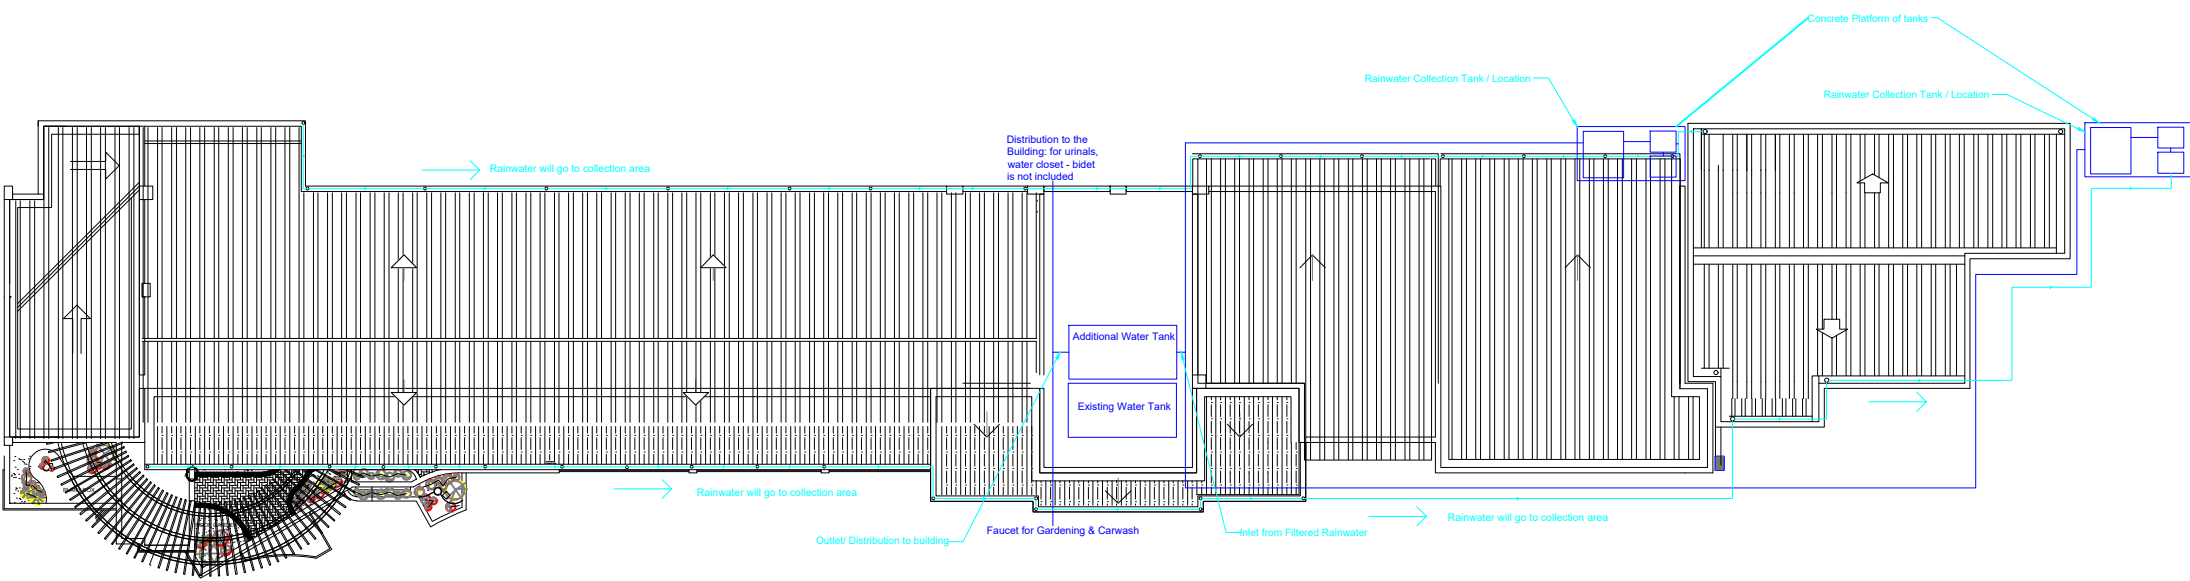 Concrete Platform of tanks
Rainwater Collection Tank / Location
Rainwater Collection Tank / Location
Distribution to the
Building: for urinals,
water closet - bidet
is not included
Rainwater will go to collection area
Additional Water Tank
Existing Water Tank
Rainwater will go to collection area
Rainwater will go to collection area
Faucet for Gardening & Carwash
Inlet from Filtered Rainwater
Outlet/ Distribution to building